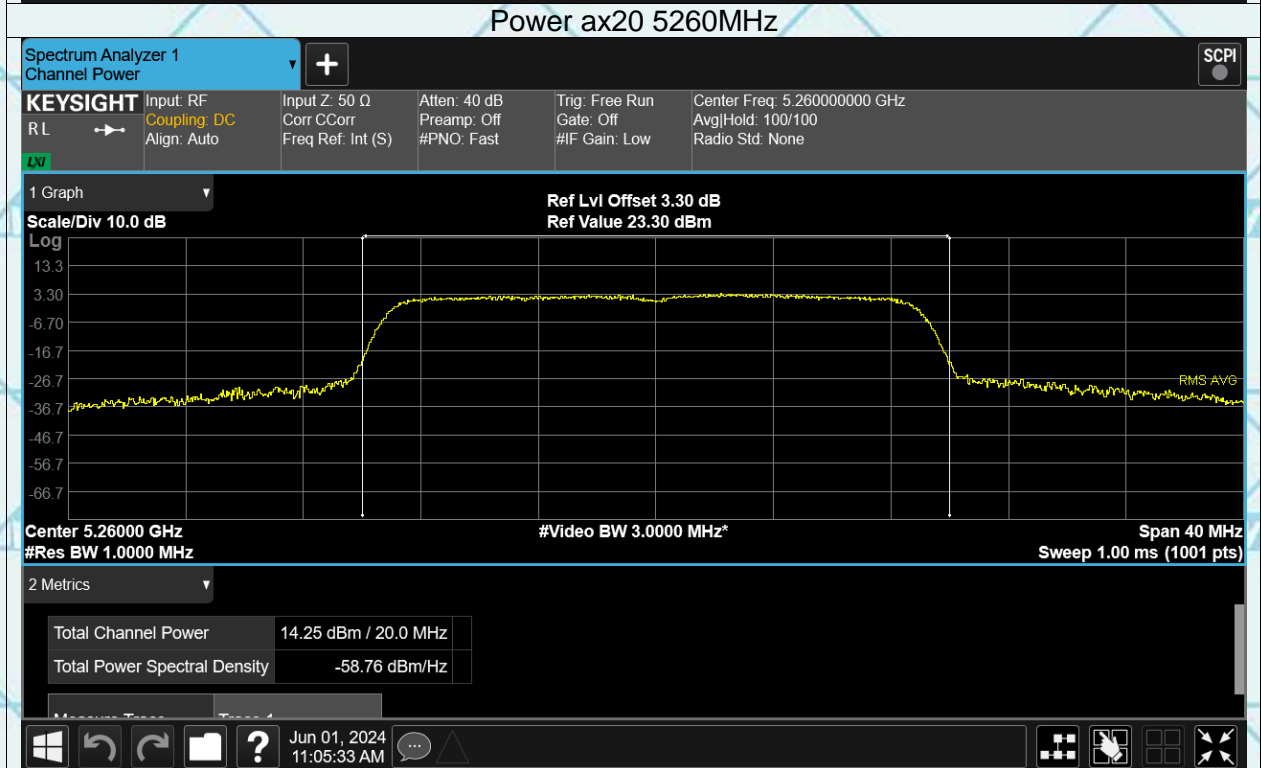 Power ax20 5260MHz
Spectrum Analyzer 1
Channel Power
SCPI
KEYSIGHT
RL
LXI
Input: RF
Coupling: DC
Align: Auto
Input Z: 50 Ω
Corr CCorr
Freq Ref: Int (S)
Atten: 40 dB
Preamp: Off
#PNO: Fast
Trig: Free Run
Gate: Off
#IF Gain: Low
Center Freq: 5.260000000 GHz
Avg|Hold: 100/100
Radio Std: None
1 Graph
Scale/Div 10.0 dB
Ref Lvl Offset 3.30 dB
Ref Value 23.30 dBm
Log
13.3
3.30
-6.70
-16.7
-26.7
-36.7
-46.7
-56.7
-66.7
RMS AVG
Center 5.26000 GHz
#Res BW 1.0000 MHz
#Video BW 3.0000 MHz*
Span 40 MHz
Sweep 1.00 ms (1001 pts)
2 Metrics
Total Channel Power 14.25 dBm / 20.0 MHz
Total Power Spectral Density -58.76 dBm/Hz
Measure Trace Trace 1
?
Jun 01, 2024
11:05:33 AM